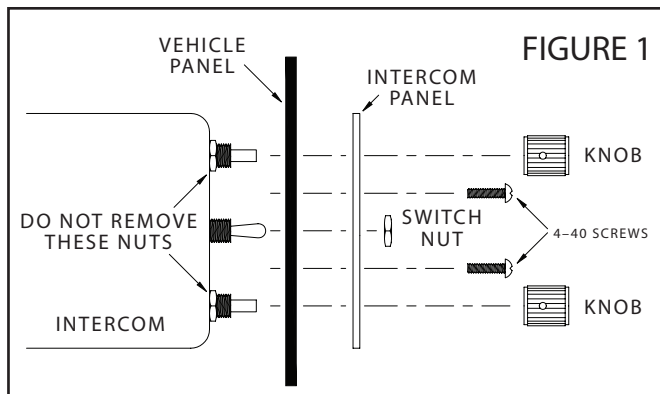 FIGURE 1
VEHICLE
PANEL
INTERCOM
PANEL
KNOB
DO NOT REMOVE
THESE NUTS
SWITCH
NUT
4-40 SCREWS
INTERCOM
KNOB